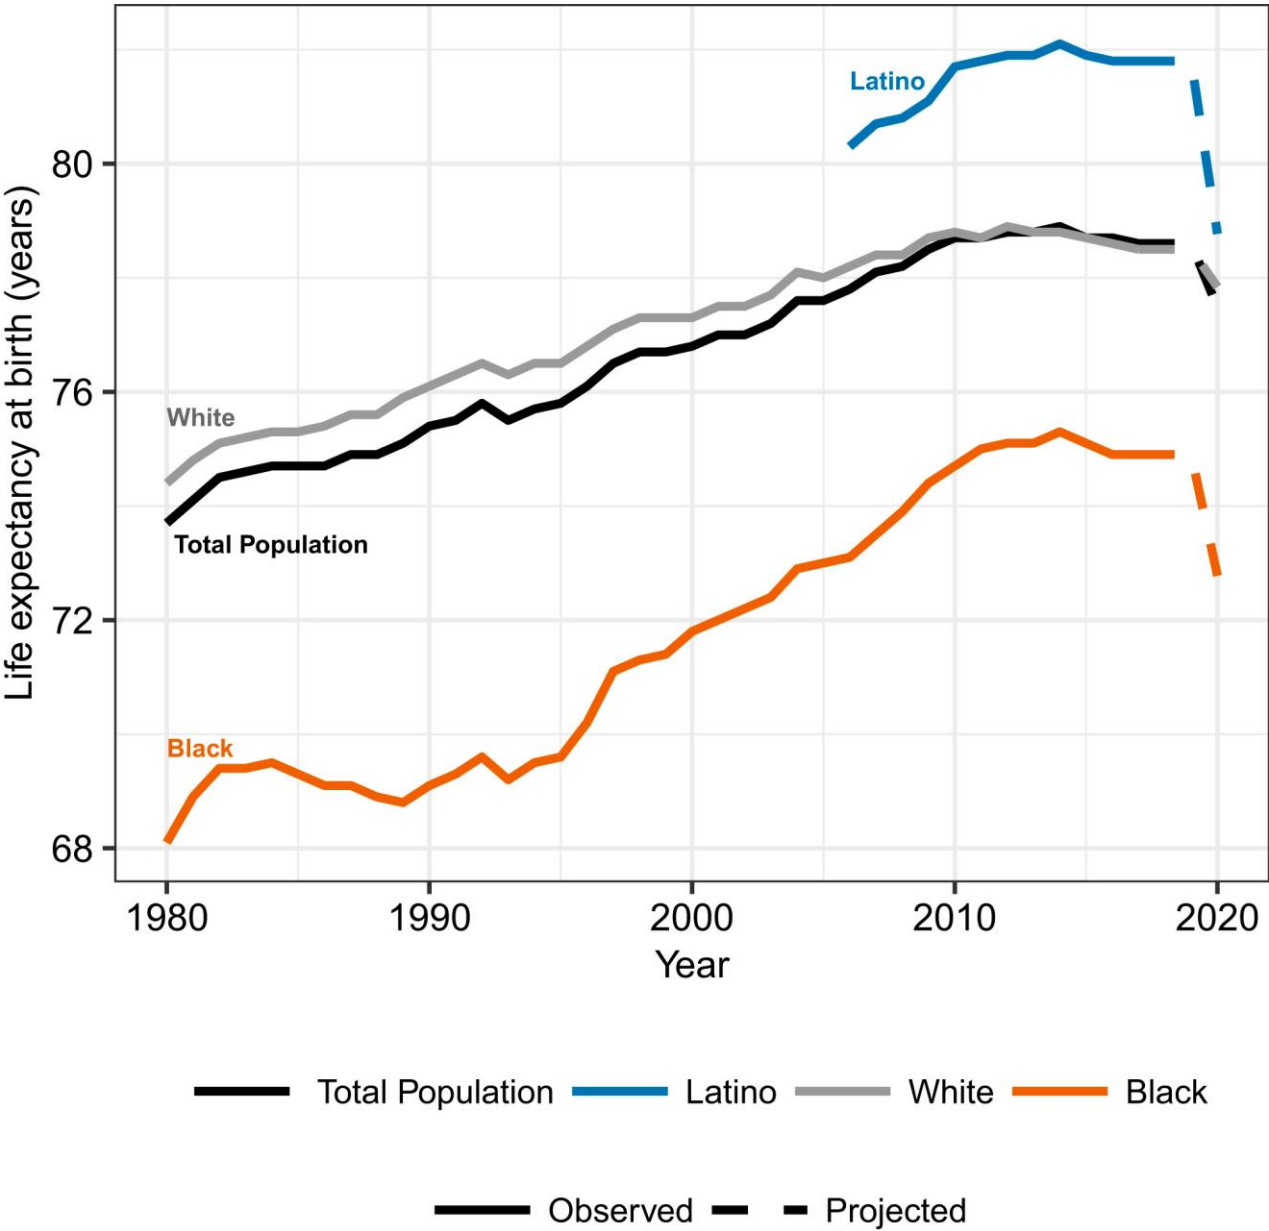 Life expectancy at birth (years)
80
76
72
68
Latino
White
Total Population
Black
1980 1990 2000 2010 2020
Year
Total Population Latino White Black
Observed Projected